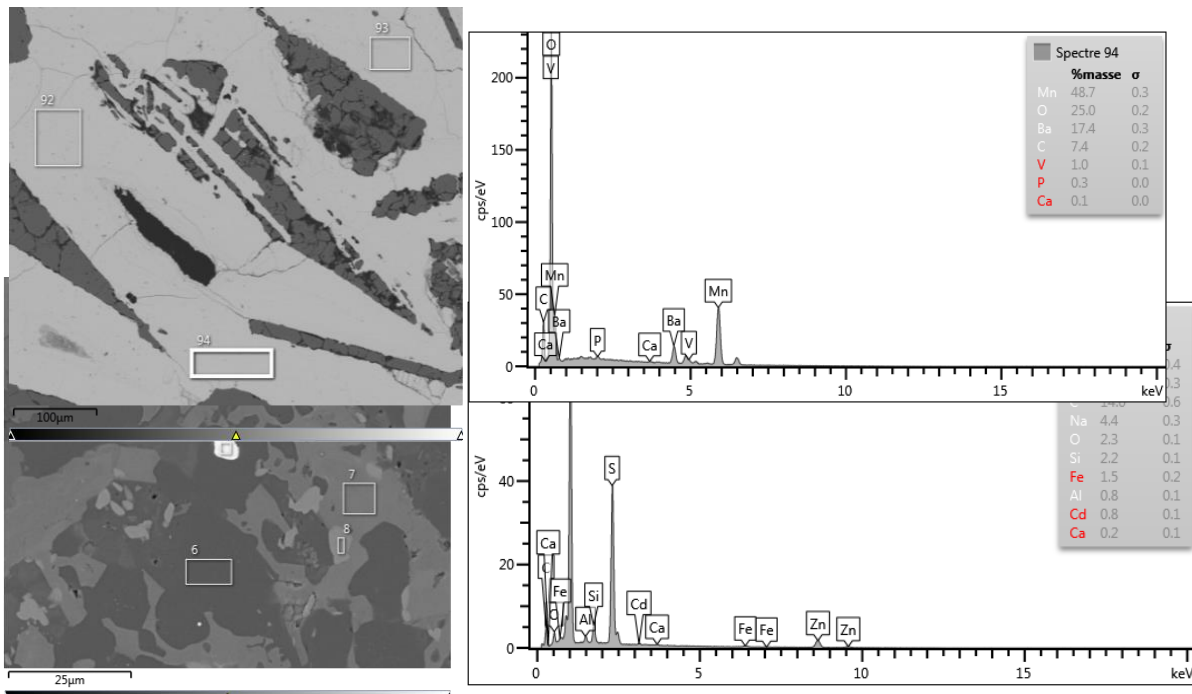 93
92
94
100µm
cps/eV
200
150
100
50
0
O
V
Mn
C
Ba
Ca
P
Ca
Ba
V
Mn
0
5
10
15
keV
Spectre 94
%masse σ
Mn 48.7 0.3
O 25.0 0.2
Ba 17.4 0.3
C 7.4 0.2
V 1.0 0.1
P 0.3 0.0
Ca 0.1 0.0
7
8
6
25µm
cps/eV
40
20
0
Ca
C
Fe
O
Al
Si
S
Cd
Ca
Fe
Fe
Zn
Zn
0
5
10
15
keV
σ
0.4
0.3
0.6
Na 4.4 0.3
O 2.3 0.1
Si 2.2 0.1
Fe 1.5 0.2
Al 0.8 0.1
Cd 0.8 0.1
Ca 0.2 0.1